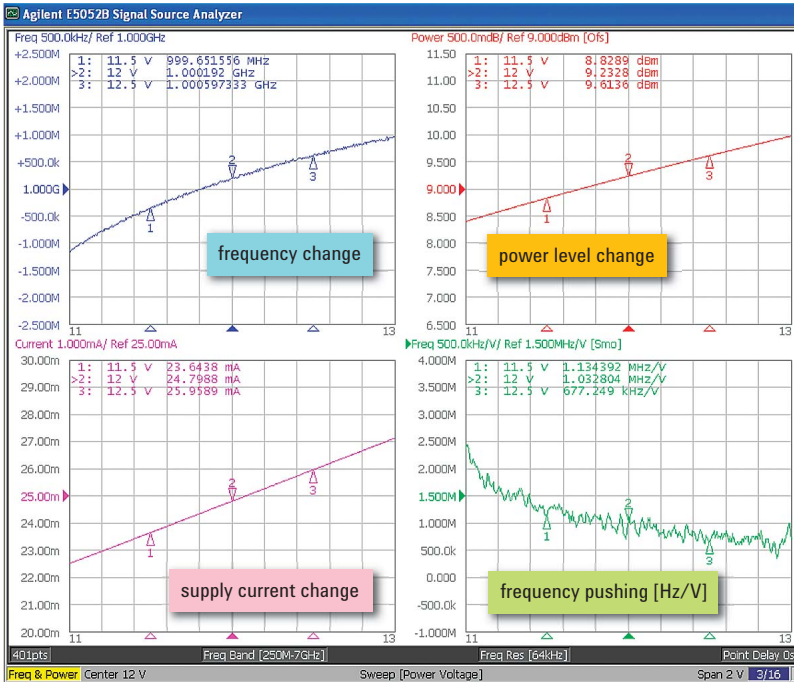 Agilent E5052B Signal Source Analyzer
Freq 500.0kHz/ Ref 1.000GHz
+2.500M
+2.000M
+1.500M
+1.000M
+500.0k
1.000G
-500.0k
-1.000M
-1.500M
-2.000M
-2.500M
1: 11.5 V 999.651556 MHz
>2: 12 V 1.000192 GHz
3: 12.5 V 1.000597333 GHz
1
2
3
frequency change
11
13
Power 500.0mdB/ Ref 9.000dBm [Ofs]
11.50
11.00
10.50
10.00
9.500
9.000
8.500
8.000
7.500
7.000
6.500
1: 11.5 V 8.8289 dBm
>2: 12 V 9.2328 dBm
3: 12.5 V 9.6136 dBm
1
2
3
power level change
11
13
Current 1.000mA/ Ref 25.00mA
30.00m
29.00m
28.00m
27.00m
26.00m
25.00m
24.00m
23.00m
22.00m
21.00m
20.00m
1: 11.5 V 23.6438 mA
>2: 12 V 24.7988 mA
3: 12.5 V 25.9589 mA
1
2
3
supply current change
11
13
Freq 500.0kHz/V/ Ref 1.500MHz/V [Smo]
4.000M
3.500M
3.000M
2.500M
2.000M
1.500M
1.000M
500.0k
0.000
-500.0k
-1.000M
1: 11.5 V 1.134392 MHz/V
>2: 12 V 1.032804 MHz/V
3: 12.5 V 677.249 kHz/V
1
2
3
frequency pushing [Hz/V]
11
13
401pts
Freq Band [250M-7GHz]
Freq Res [64kHz]
Point Delay 0s
Freq & Power Center 12 V
Sweep [Power Voltage]
Span 2 V
3/16